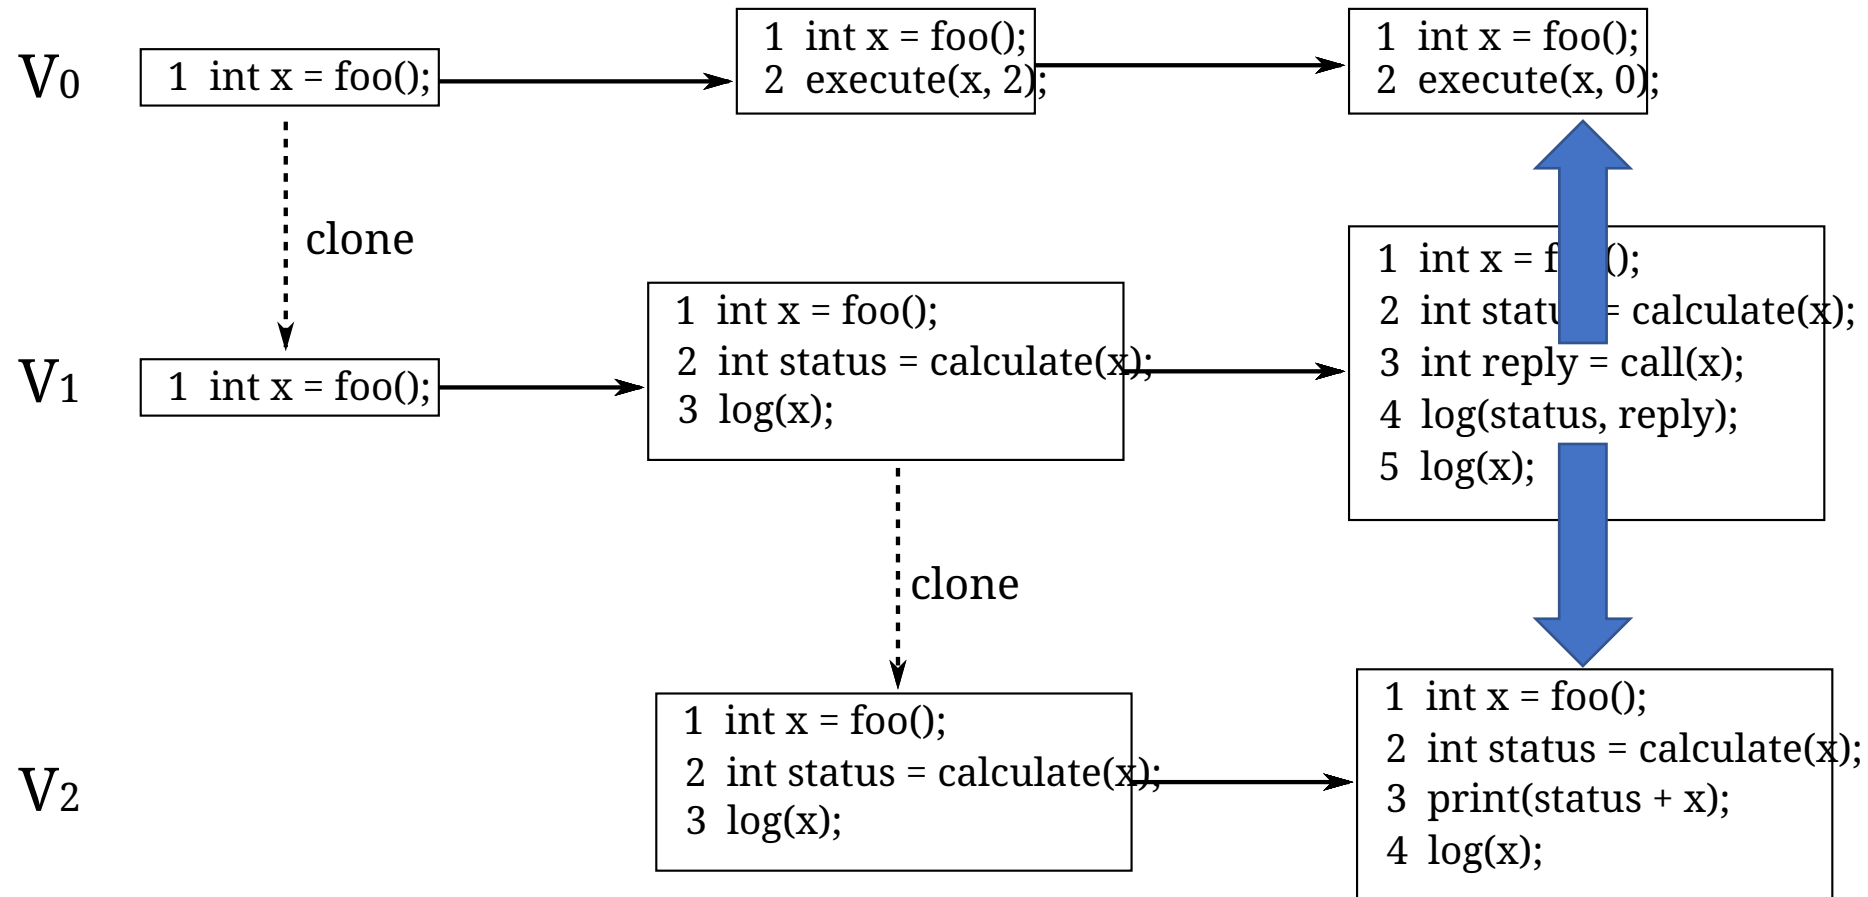 V0
1 int x = foo();
1 int x = foo();
2 execute(x, 2);
1 int x = foo();
2 execute(x, 0);
clone
V1
1 int x = foo();
1 int x = foo();
2 int status = calculate(x);
3 log(x);
1 int x = f ();
2 int statu = calculate(x);
3 int reply = call(x);
4 log(status, reply);
5 log(x);
clone
V2
1 int x = foo();
2 int status = calculate(x);
3 log(x);
1 int x = foo();
2 int status = calculate(x);
3 print(status + x);
4 log(x);